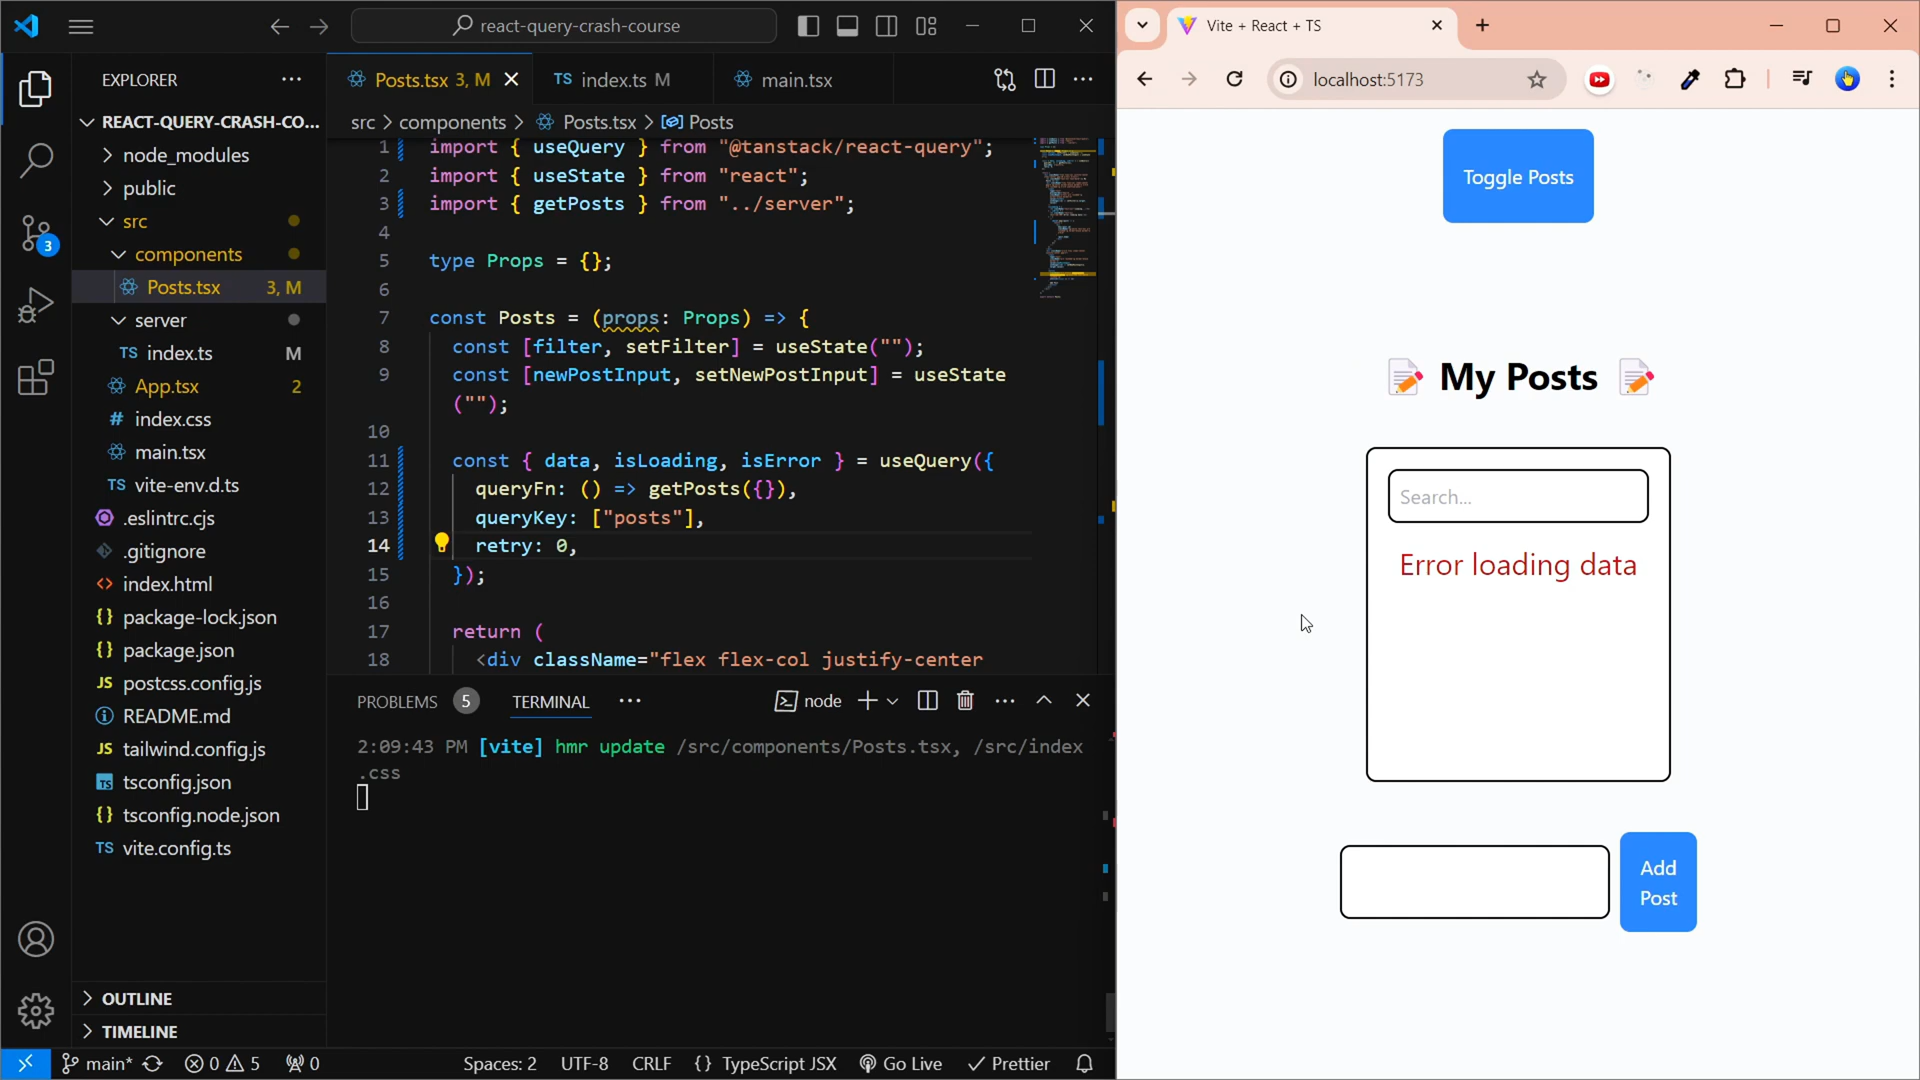 react-query-crash-course
EXPLORER
REACT-QUERY-CRASH-CO...
node_modules
public
src
components
Posts.tsx 3, M
server
TS index.ts M
App.tsx 2
# index.css
main.tsx
TS vite-env.d.ts
.eslintrc.cjs
.gitignore
<> index.html
{} package-lock.json
{} package.json
JS postcss.config.js
README.md
JS tailwind.config.js
TS tsconfig.json
{} tsconfig.node.json
TS vite.config.ts
OUTLINE
TIMELINE
3
Posts.tsx 3, M
TS index.ts M
main.tsx
src > components > Posts.tsx > Posts
1 import { useQuery } from "@tanstack/react-query";
2 import { useState } from "react";
3 import { getPosts } from "../server";
4
5 type Props = {};
6
7 const Posts = (props: Props) => {
8 const [filter, setFilter] = useState("");
9 const [newPostInput, setNewPostInput] = useState
("");
10
11 const { data, isLoading, isError } = useQuery({
12 queryFn: () => getPosts({}),
13 queryKey: ["posts"],
14 retry: 0,
15 });
16
17 return (
18 <div className="flex flex-col justify-center
PROBLEMS 5 TERMINAL
node
2:09:43 PM [vite] hmr update /src/components/Posts.tsx, /src/index
.css
main* 0 5 0
Spaces: 2 UTF-8 CRLF {} TypeScript JSX Go Live Prettier
Vite + React + TS
localhost:5173
Toggle Posts
My Posts
Search...
Error loading data
Add
Post